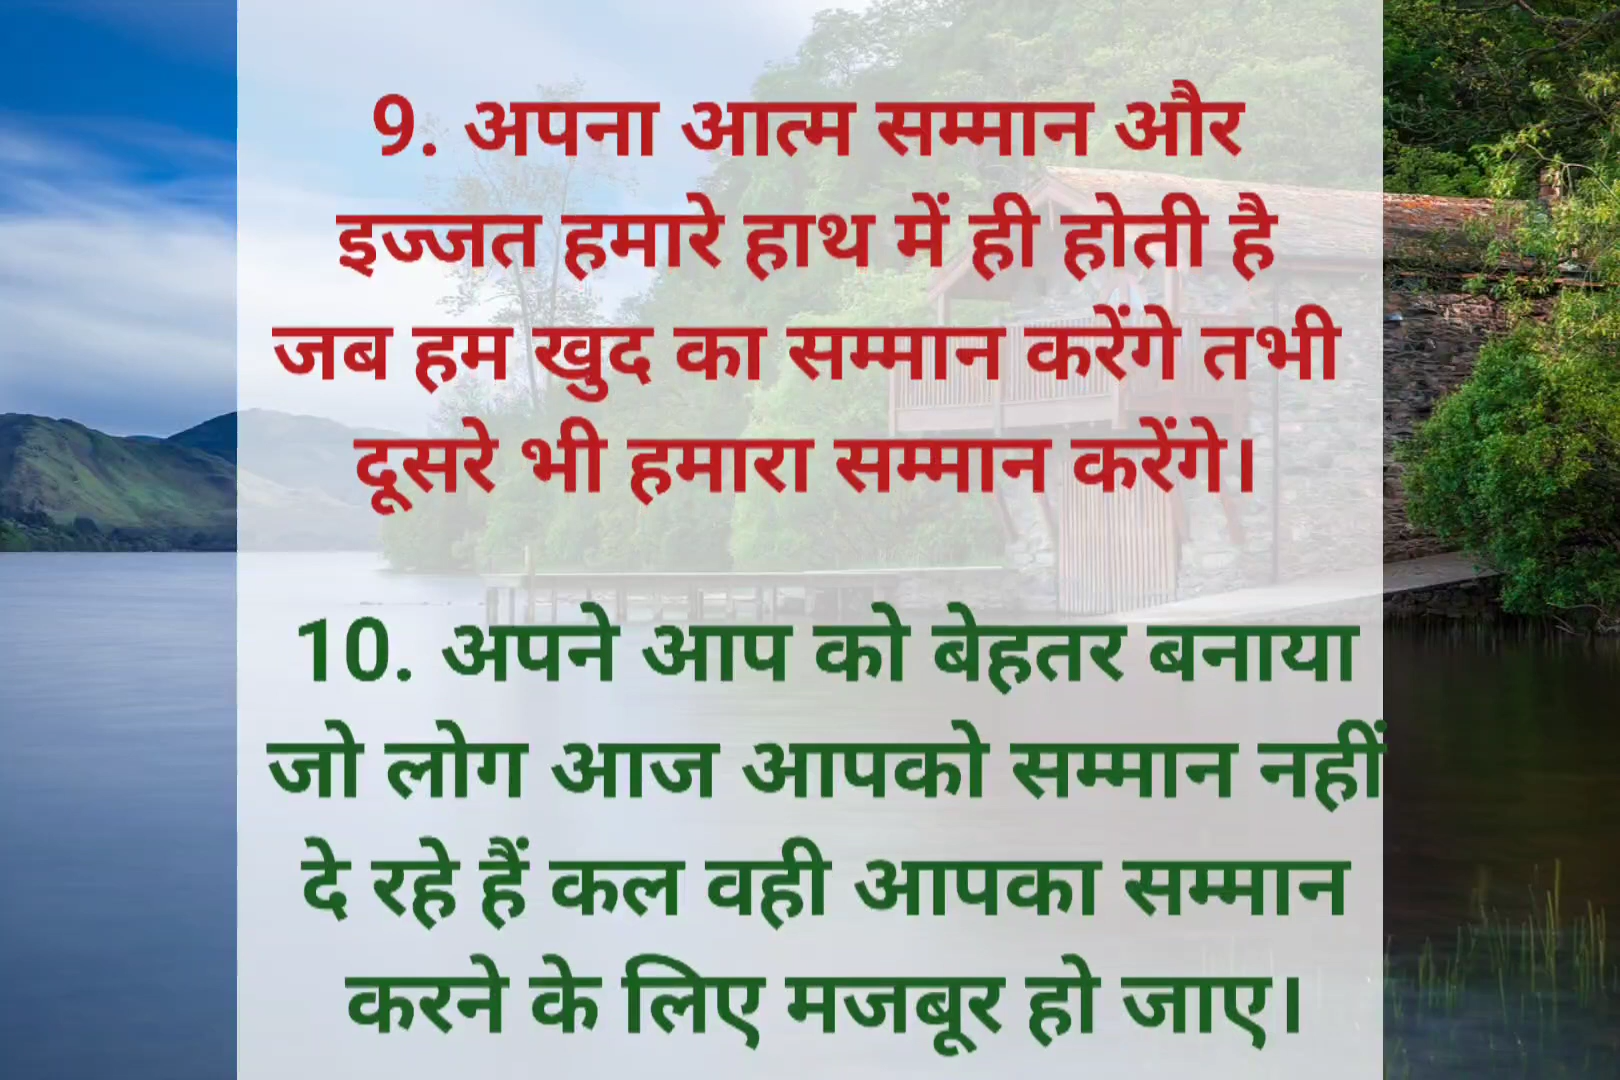 9. अपना आत्म सम्मान और
इज्जत हमारे हाथ में ही होती है
जब हम खुद का सम्मान करेंगे तभी
दूसरे भी हमारा सम्मान करेंगे।
10. अपने आप को बेहतर बनाया
जो लोग आज आपको सम्मान नहीं
दे रहे हैं कल वही आपका सम्मान
करने के लिए मजबूर हो जाए।